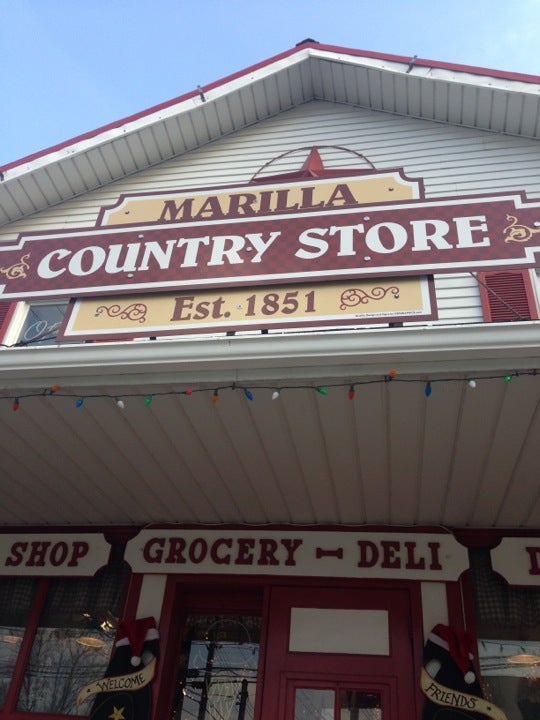 MARILLA
COUNTRY STORE
Est. 1851
SHOP
GROCERY - DELI
WELCOME
FRIENDS